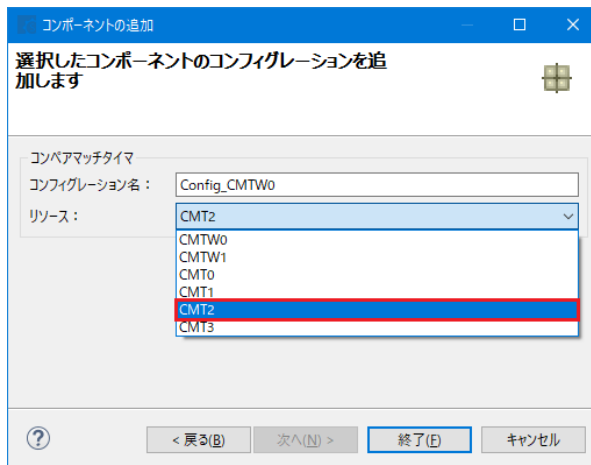 コンポーネントの追加
選択したコンポーネントのコンフィグレーションを追
加します
コンペアマッチタイマ
コンフィグレーション名：
Config_CMTW0
リソース：
CMT2
CMTW0
CMTW1
CMT0
CMT1
CMT2
CMT3
?
< 戻る(B)
次へ(N) >
終了(F)
キャンセル